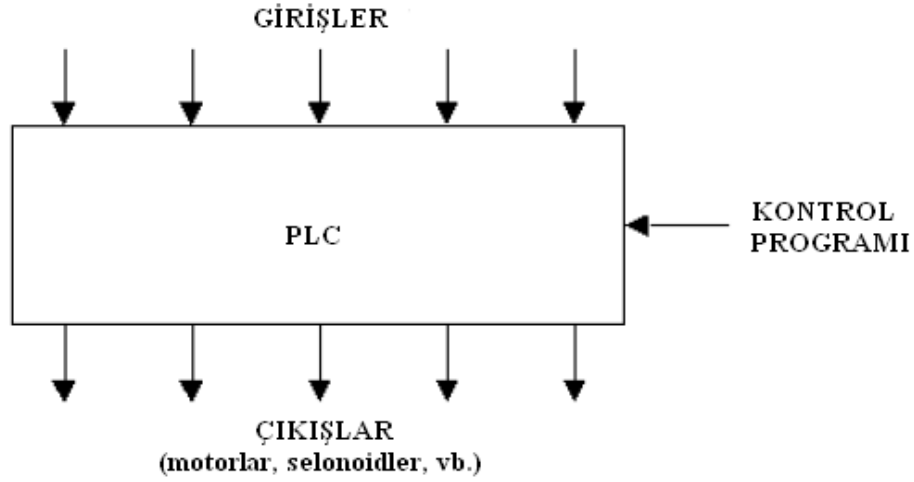 GİRİŞLER
PLC
KONTROL
PROGRAMI
ÇIKIŞLAR
(motorlar, selonoidler, vb.)